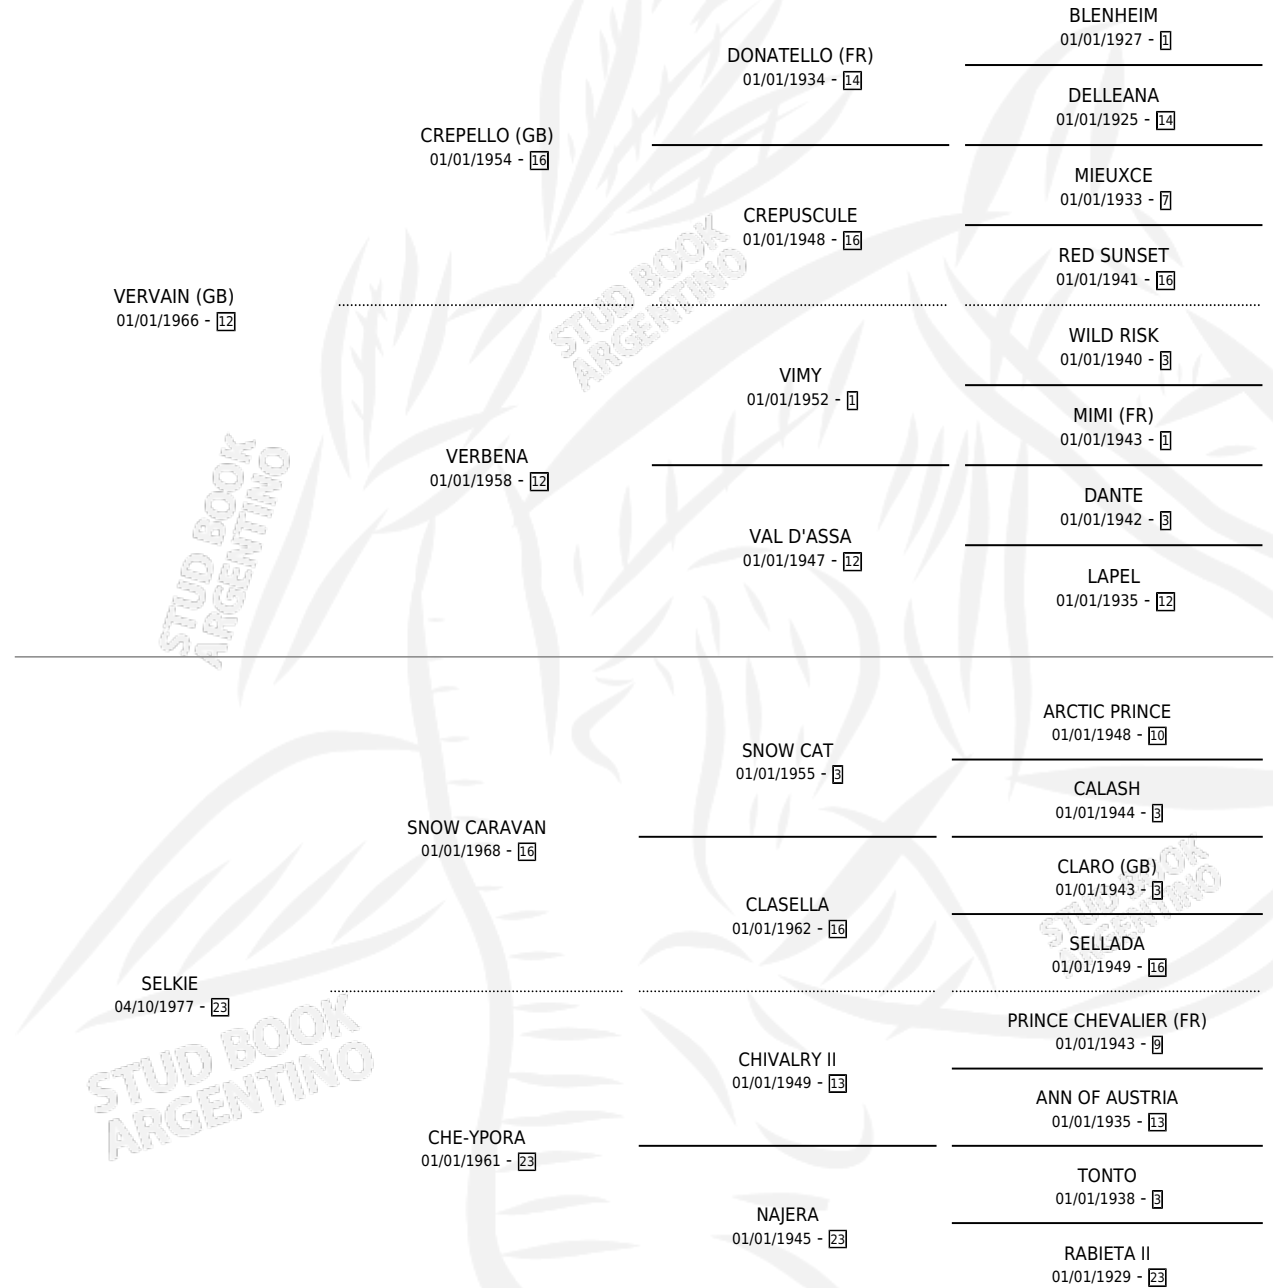 BLENHEIM
01/01/1927 - 1
DONATELLO (FR)
01/01/1934 - 14
DELLEANA
01/01/1925 - 14
CREPELLO (GB)
01/01/1954 - 16
MIEUXCE
01/01/1933 - 7
CREPUSCULE
01/01/1948 - 16
RED SUNSET
01/01/1941 - 16
VERVAIN (GB)
01/01/1966 - 12
STUD BOOK
ARGENTINO
WILD RISK
01/01/1940 - 3
VIMY
01/01/1952 - 1
MIMI (FR)
01/01/1943 - 1
VERBENA
01/01/1958 - 12
DANTE
01/01/1942 - 3
VAL D'ASSA
01/01/1947 - 12
LAPEL
01/01/1935 - 12
STUD BOOK
ARGENTINO
ARCTIC PRINCE
01/01/1948 - 10
SNOW CAT
01/01/1955 - 3
CALASH
01/01/1944 - 3
SNOW CARAVAN
01/01/1968 - 16
CLARO (GB)
01/01/1943 - 3
CLASELLA
01/01/1962 - 16
SELLADA
01/01/1949 - 16
STUD BOOK
ARGENTINO
SELKIE
04/10/1977 - 23
PRINCE CHEVALIER (FR)
01/01/1943 - 9
CHIVALRY II
01/01/1949 - 13
ANN OF AUSTRIA
01/01/1935 - 13
STUD BOOK
ARGENTINO
CHE-YPORA
01/01/1961 - 23
TONTO
01/01/1938 - 3
NAJERA
01/01/1945 - 23
RABIETA II
01/01/1929 - 23